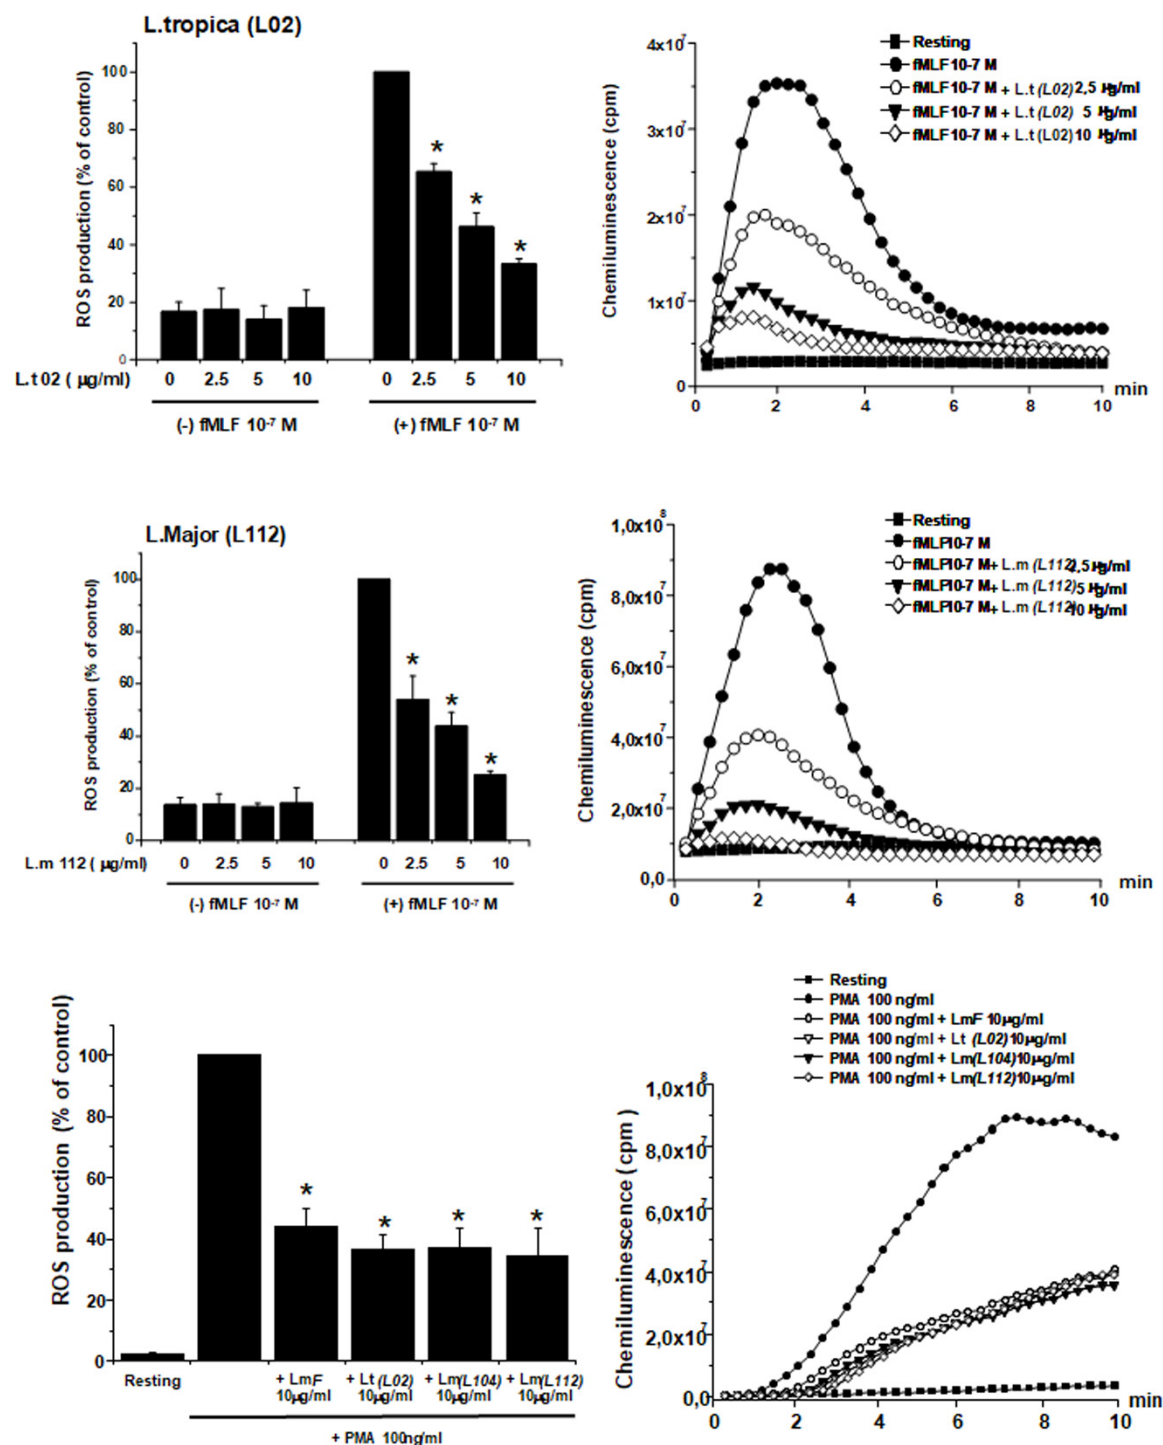 L.tropica (L02)
ROS production (% of control)
100
80
60
40
20
0
* * *
L.t 02 ( µg/ml)
0 2.5 5 10 0 2.5 5 10
(-) fMLF 10-7 M (+) fMLF 10-7 M
Resting
fMLF 10-7 M
fMLF 10-7 M + L.t (L02) 2,5 µg/ml
fMLF 10-7 M + L.t (L02) 5 µg/ml
fMLF 10-7 M + L.t (L02) 10 µg/ml
Chemiluminescence (cpm)
4x107
3x107
2x107
1x107
0
0 2 4 6 8 10 min
L.Major (L112)
ROS production (% of control)
100
80
60
40
20
0
* * *
L.m 112 ( µg/ml)
0 2.5 5 10 0 2.5 5 10
(-) fMLF 10-7 M (+) fMLF 10-7 M
Resting
fMLF10-7 M
fMLF10-7 M+ L.m (L112) 2,5 µg/ml
fMLF10-7 M+ L.m (L112) 5 µg/ml
fMLF10-7 M+ L.m (L112) 10 µg/ml
Chemiluminescence (cpm)
1,0x10 8
8,0x10 7
6,0x10 7
4,0x10 7
2,0x10 7
0,0
0 2 4 6 8 10 min
ROS production (% of control)
100
80
60
40
20
0
* * * *
Resting + LmF + Lt (L02) + Lm(L104) + Lm(L112)
10µg/ml 10µg/ml 10µg/ml 10µg/ml
+ PMA 100ng/ml
Resting
PMA 100 ng/ml
PMA 100 ng/ml + LmF 10µg/ml
PMA 100 ng/ml + Lt (L02)10µg/ml
PMA 100 ng/ml + Lm(L104)10µg/ml
PMA 100 ng/ml + Lm(L112)10µg/ml
Chemiluminescence ( cpm )
1,0x10 8
8,0x10 7
6,0x10 7
4,0x10 7
2,0x10 7
0,0
0 2 4 6 8 10
min